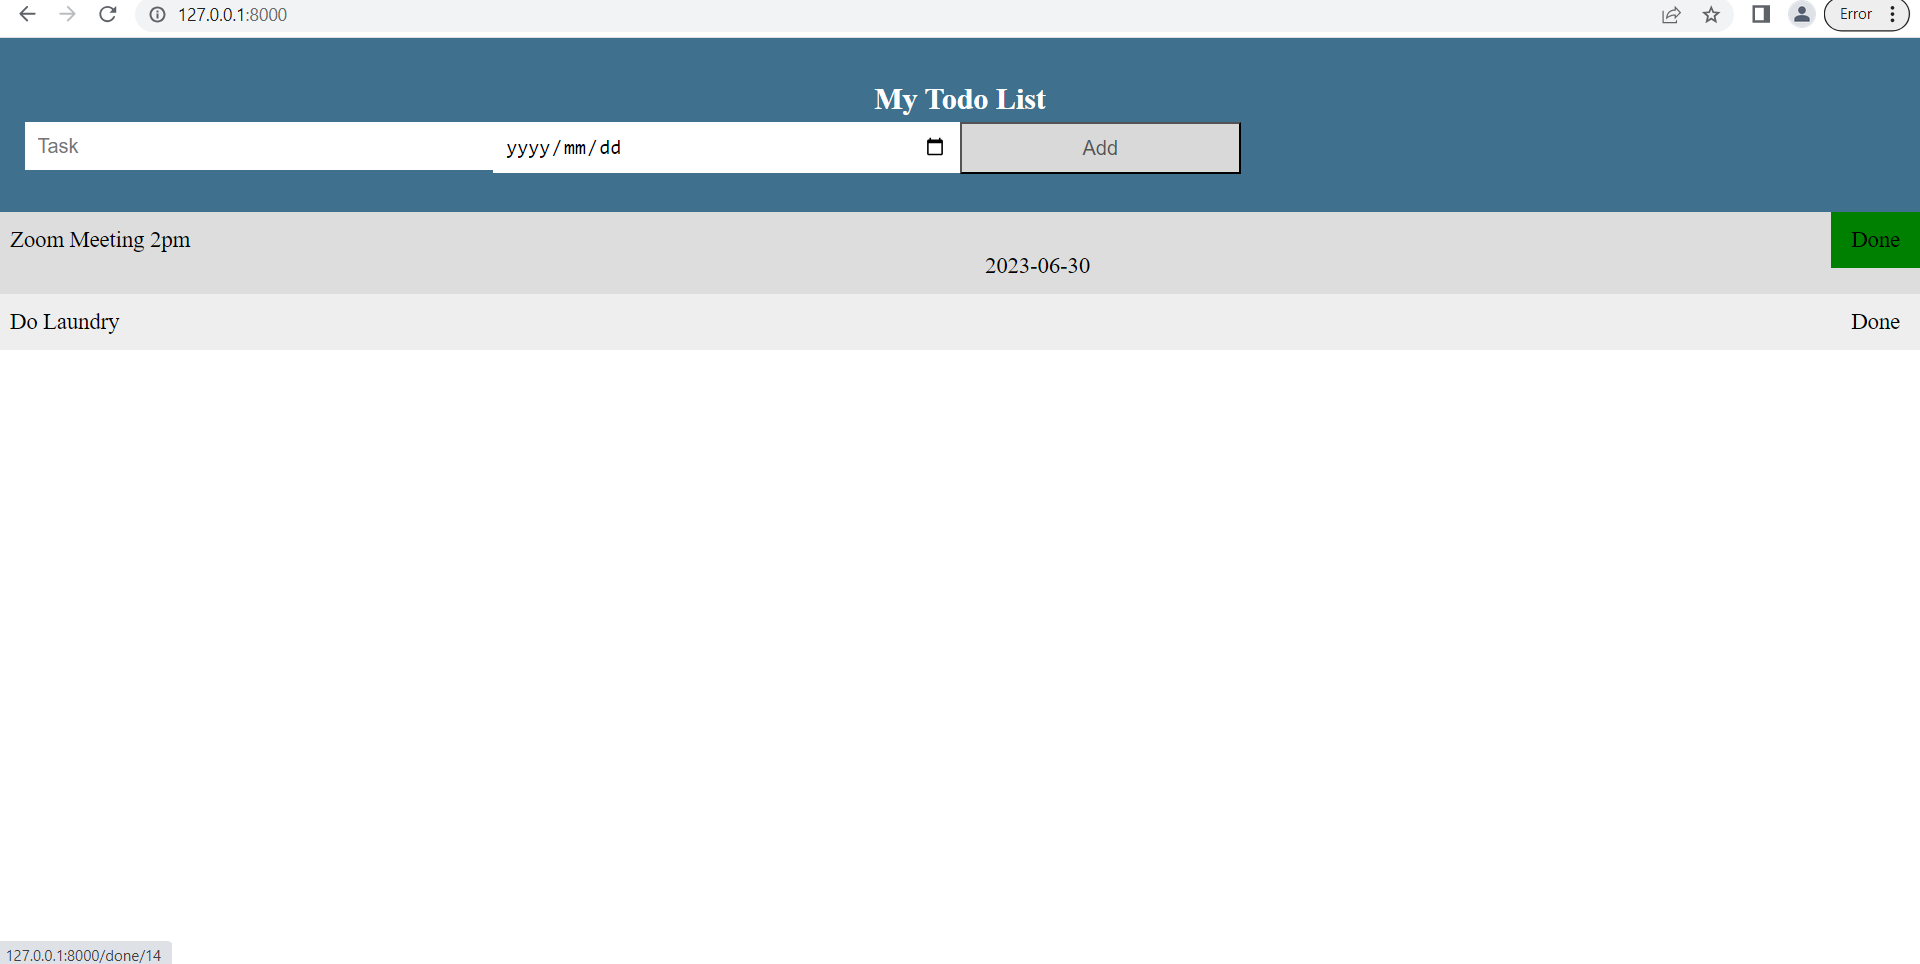 127.0.0.1:8000
Error
My Todo List
Task
yyyy/mm/dd
Add
Zoom Meeting 2pm
2023-06-30
Done
Do Laundry
Done
127.0.0.1:8000/done/14